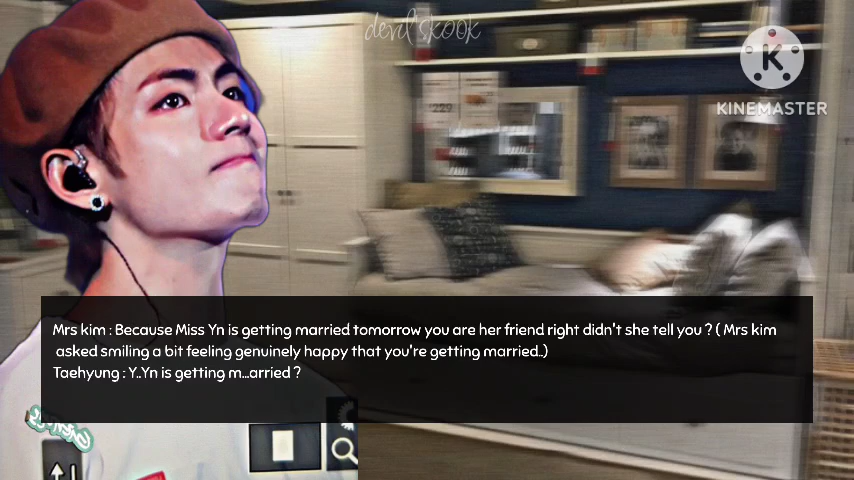 devil'skook
KINEMASTER
$229
Mrs kim : Because Miss Yn is getting married tomorrow you are her friend right didn't she tell you ? ( Mrs kim
asked smiling a bit feeling genuinely happy that you're getting married..)
Taehyung : Y..Yn is getting m...arried ?